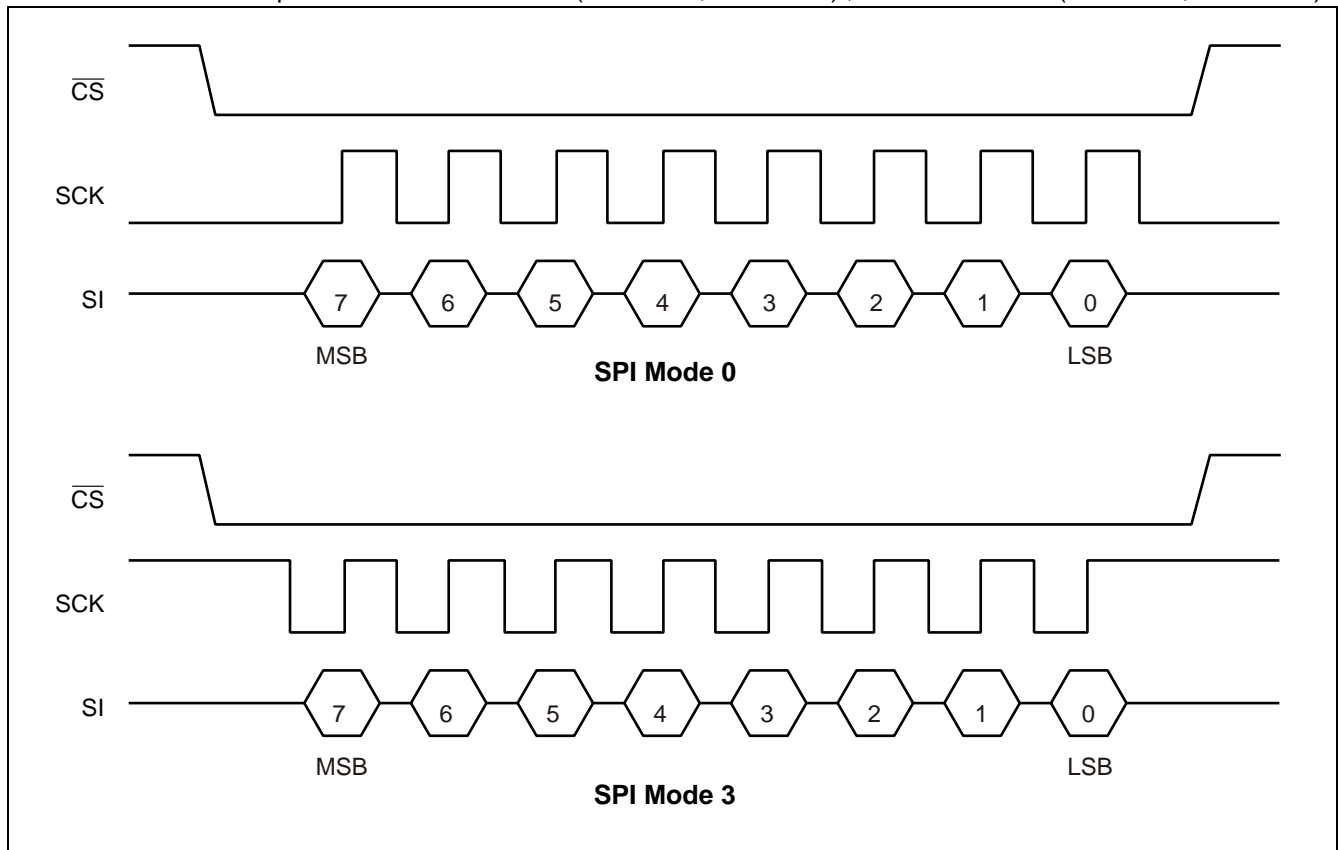 CS
SCK
SI
7 6 5 4 3 2 1 0
MSB LSB
SPI Mode 0
CS
SCK
SI
7 6 5 4 3 2 1 0
MSB LSB
SPI Mode 3